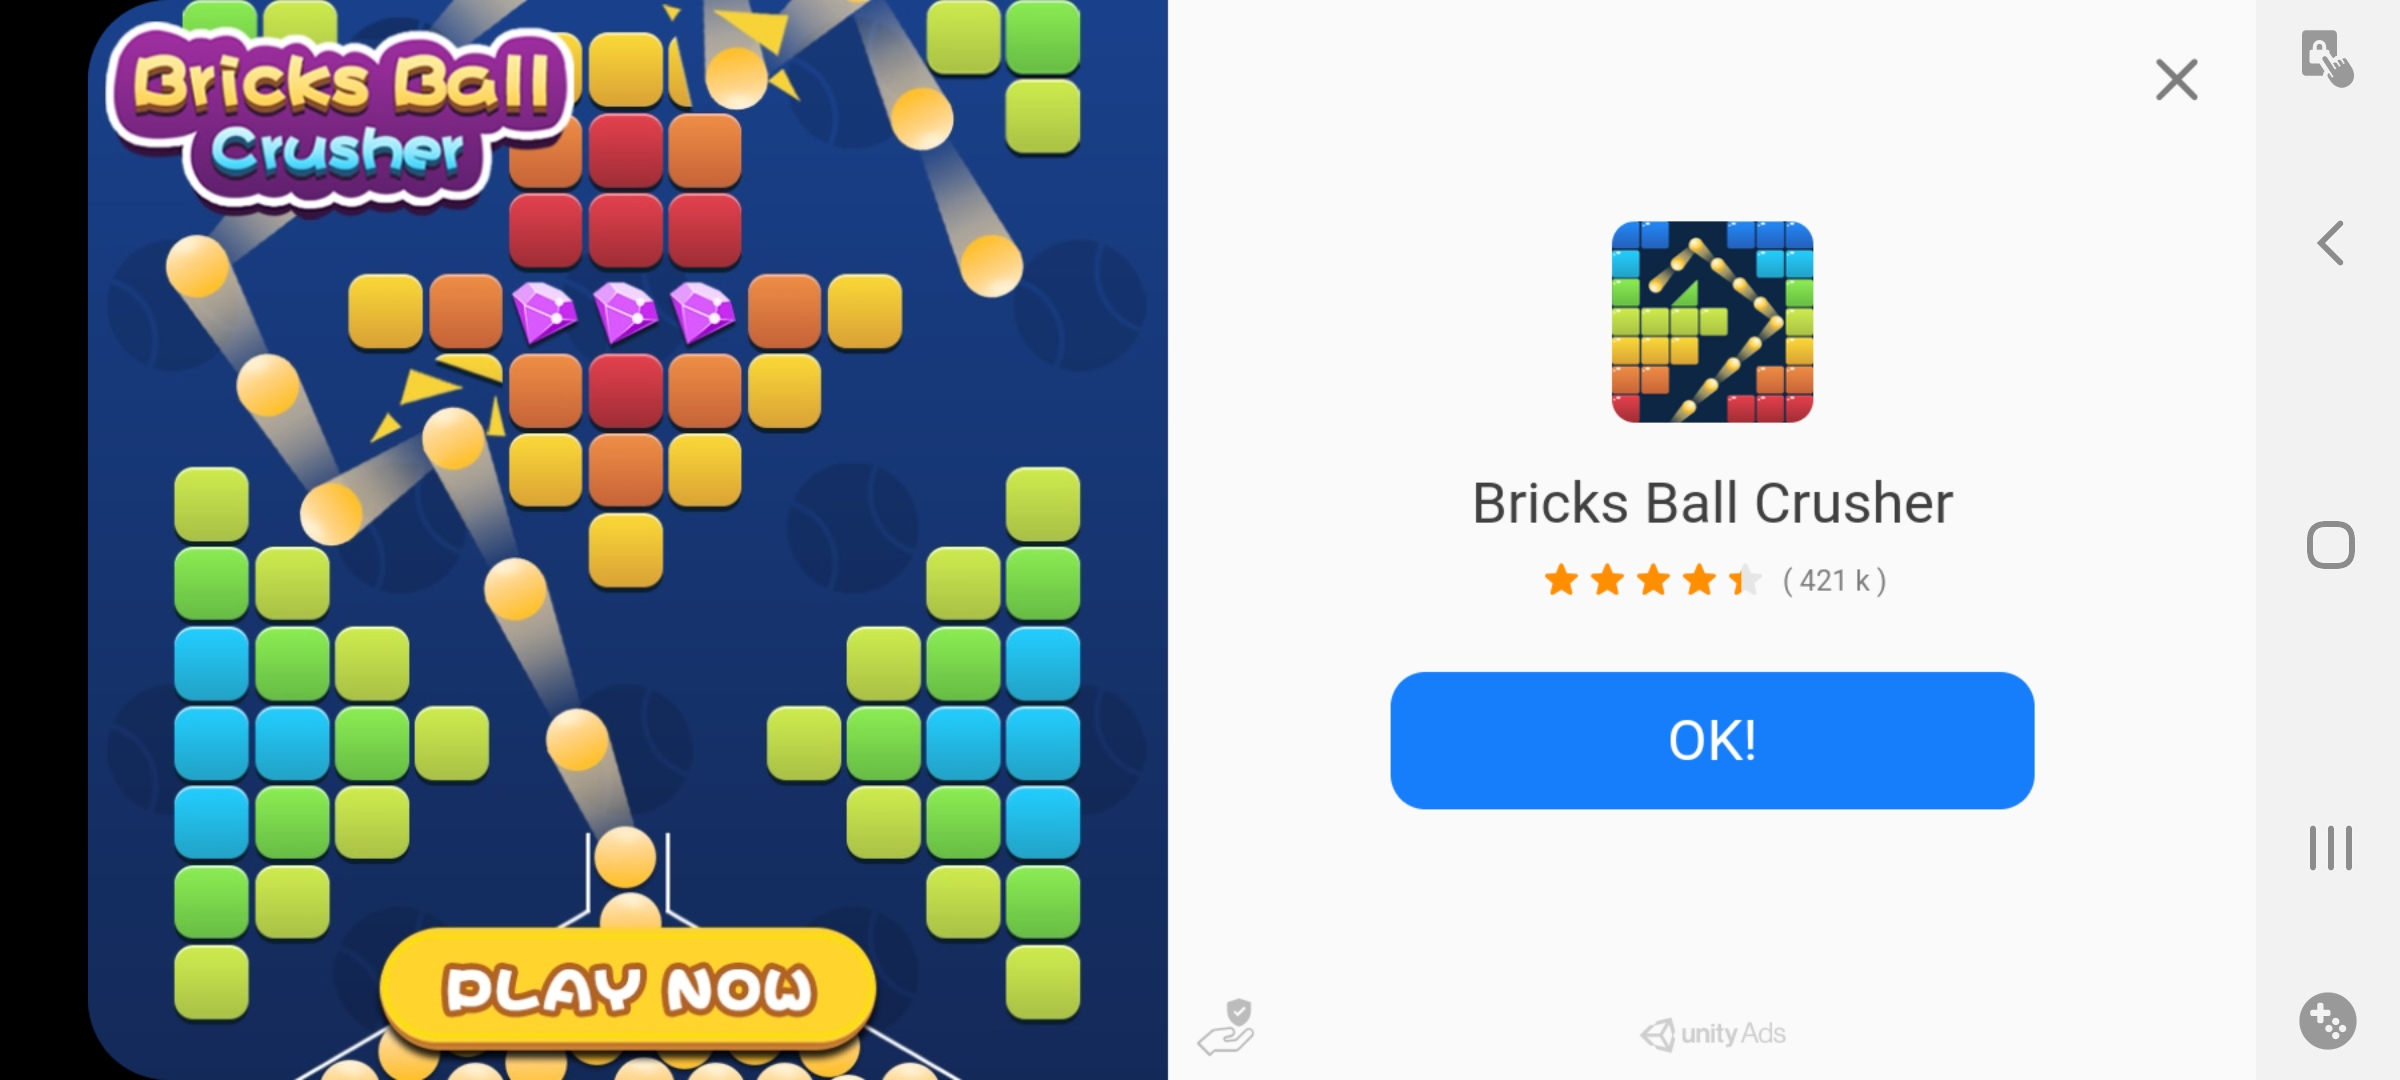 Bricks Ball
Crusher
PLAY NOW
Bricks Ball Crusher
( 421 k )
OK!
unity Ads